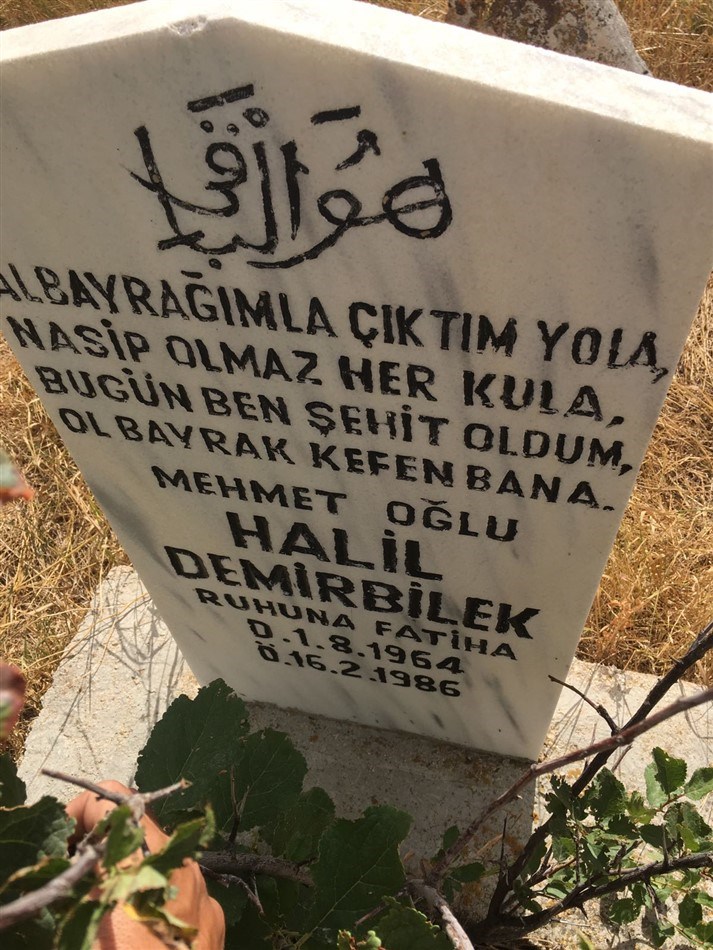 هو الباقي
ALBAYRAĞIMLA ÇIKTIM YOLA,
NASİP OLMAZ HER KULA,
BUGÜN BEN ŞEHİT OLDUM,
OL BAYRAK KEFEN BANA.
MEHMET OĞLU
HALİL
DEMİRBİLEK
RUHUNA FATİHA
D.1.8.1964
Ö.16.2.1986